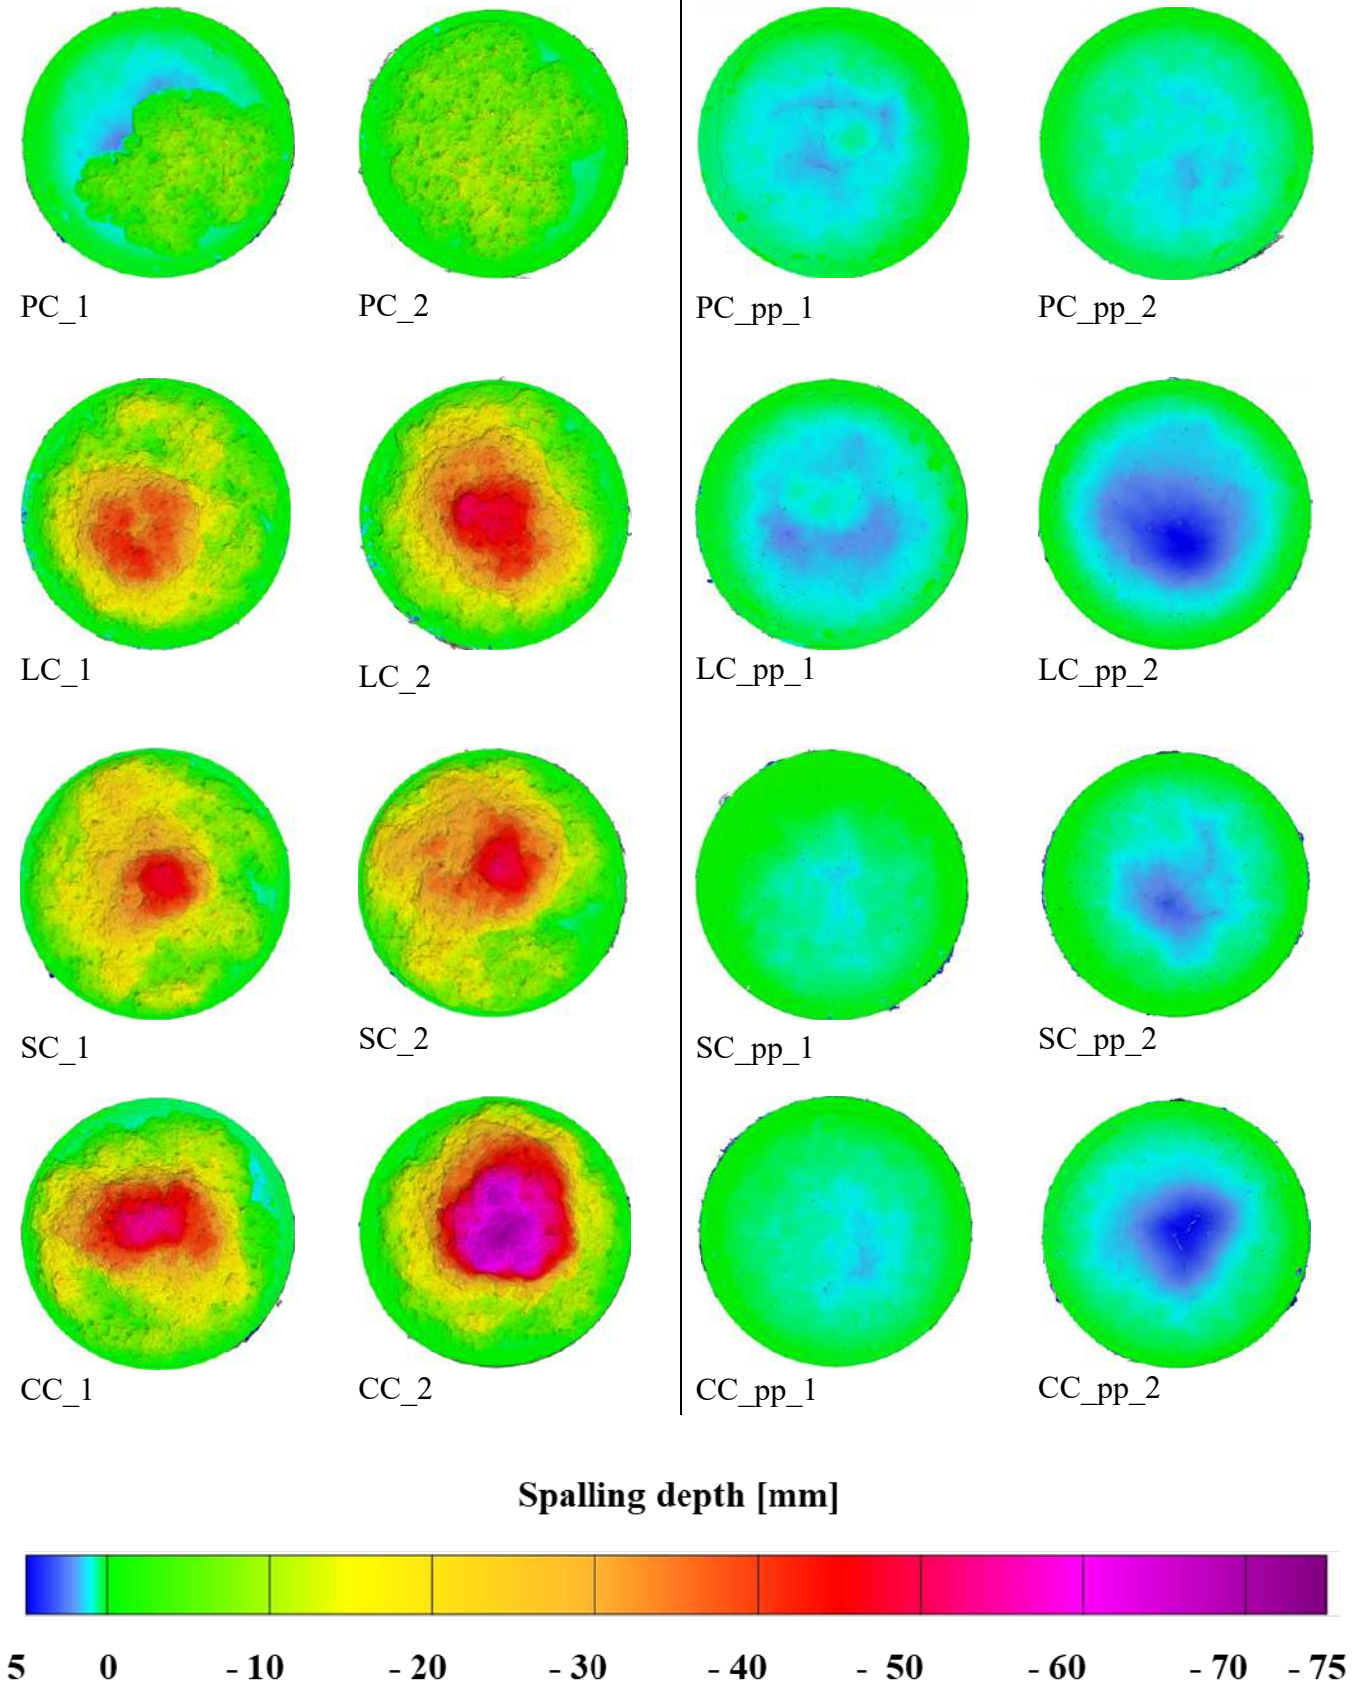 PC_1 PC_2 PC_pp_1 PC_pp_2
LC_1 LC_2 LC_pp_1 LC_pp_2
SC_1 SC_2 SC_pp_1 SC_pp_2
CC_1 CC_2 CC_pp_1 CC_pp_2
Spalling depth [mm]
5 0 - 10 - 20 - 30 - 40 - 50 - 60 - 70 - 75